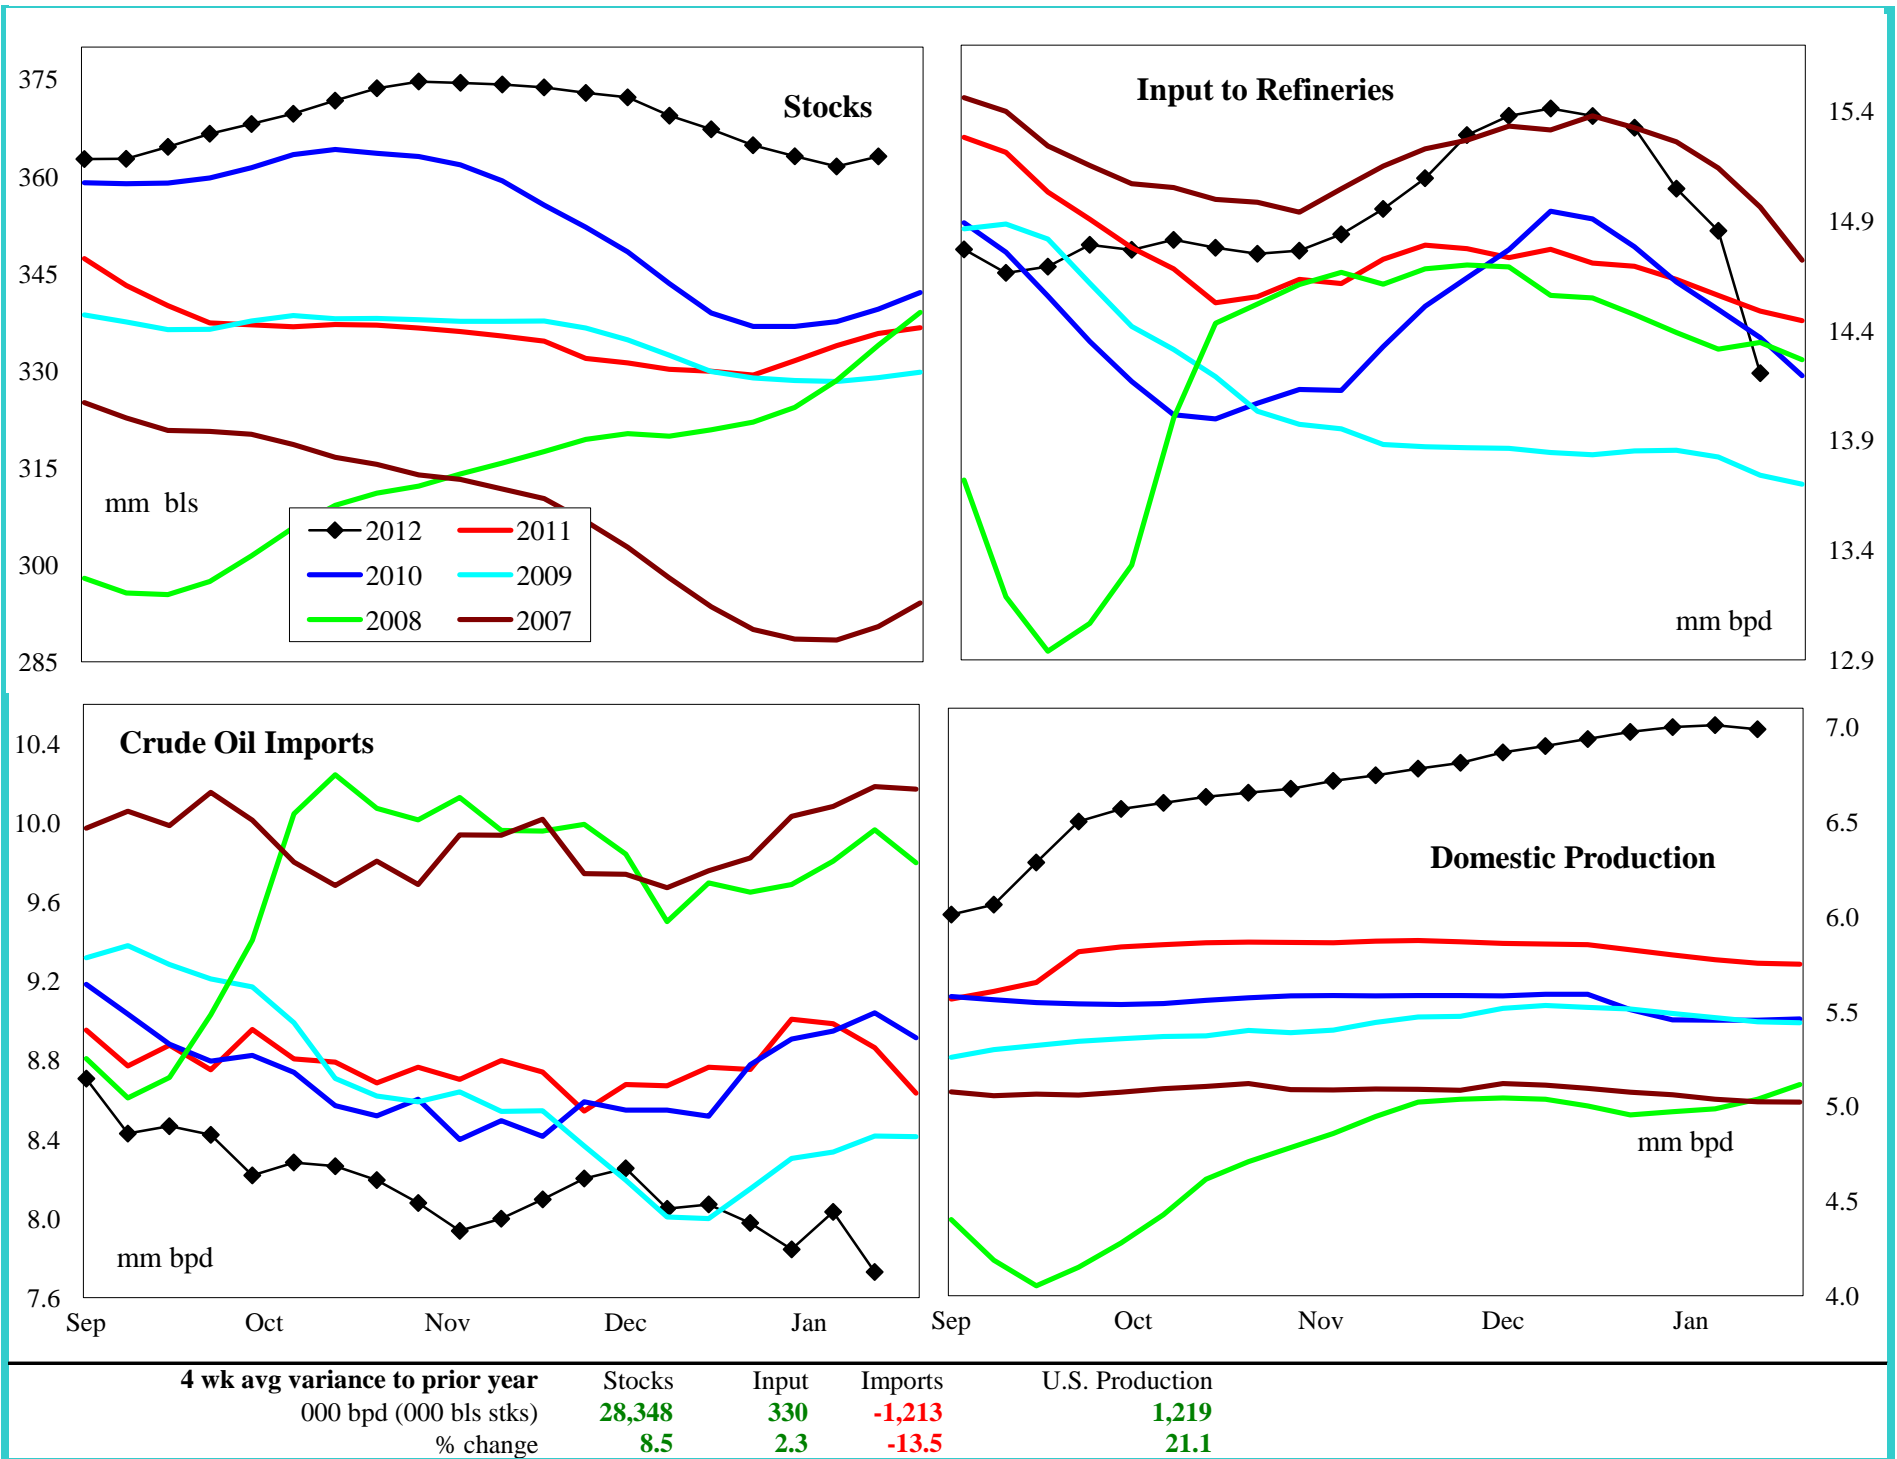 Stocks
375
360
345
330
315
300
285
mm bls
2012 2011
2010 2009
2008 2007
Input to Refineries
15.4
14.9
14.4
13.9
13.4
12.9
mm bpd
Crude Oil Imports
10.4
10.0
9.6
9.2
8.8
8.4
8.0
7.6
mm bpd
Sep Oct Nov Dec Jan
Domestic Production
7.0
6.5
6.0
5.5
5.0
4.5
4.0
mm bpd
Sep Oct Nov Dec Jan
4 wk avg variance to prior year Stocks Input Imports U.S. Production
000 bpd (000 bls stks) 28,348 330 -1,213 1,219
% change 8.5 2.3 -13.5 21.1